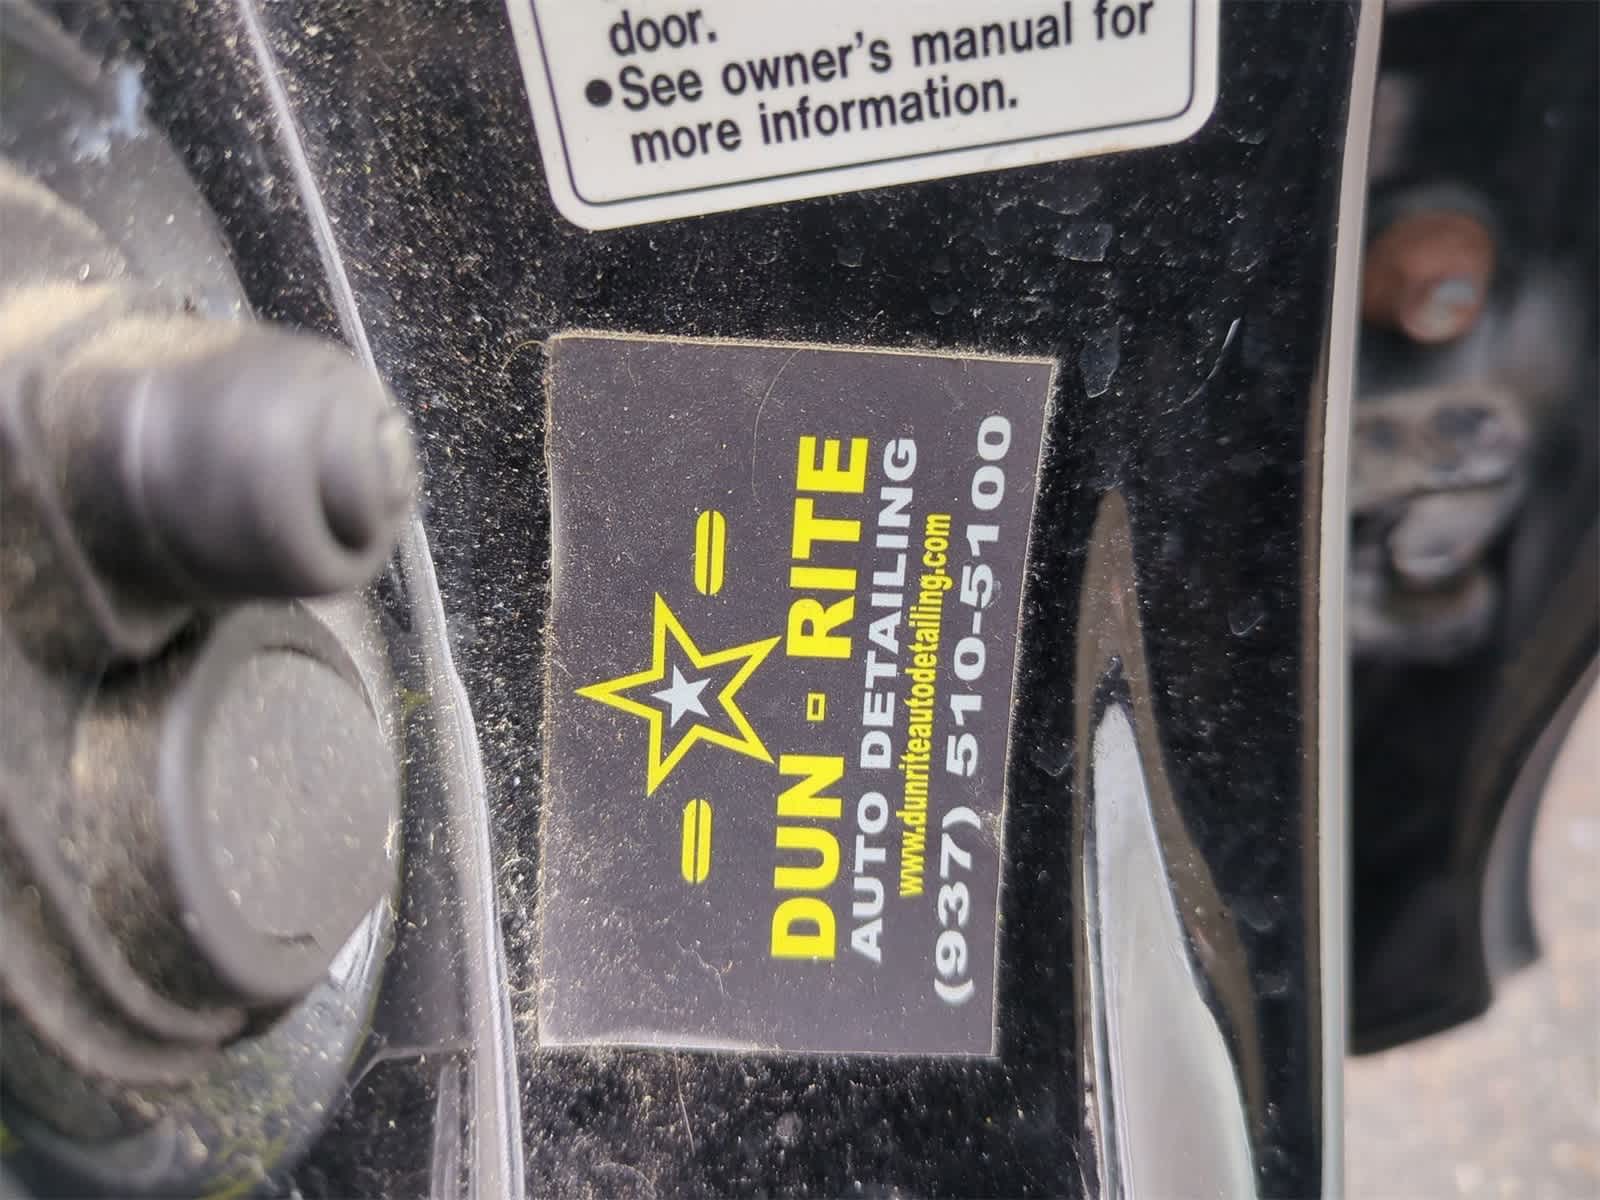 door.
●See owner's manual for
more information.
DUN - RITE
AUTO DETAILING
www.dunriteautodetailing.com
(937) 510-5100